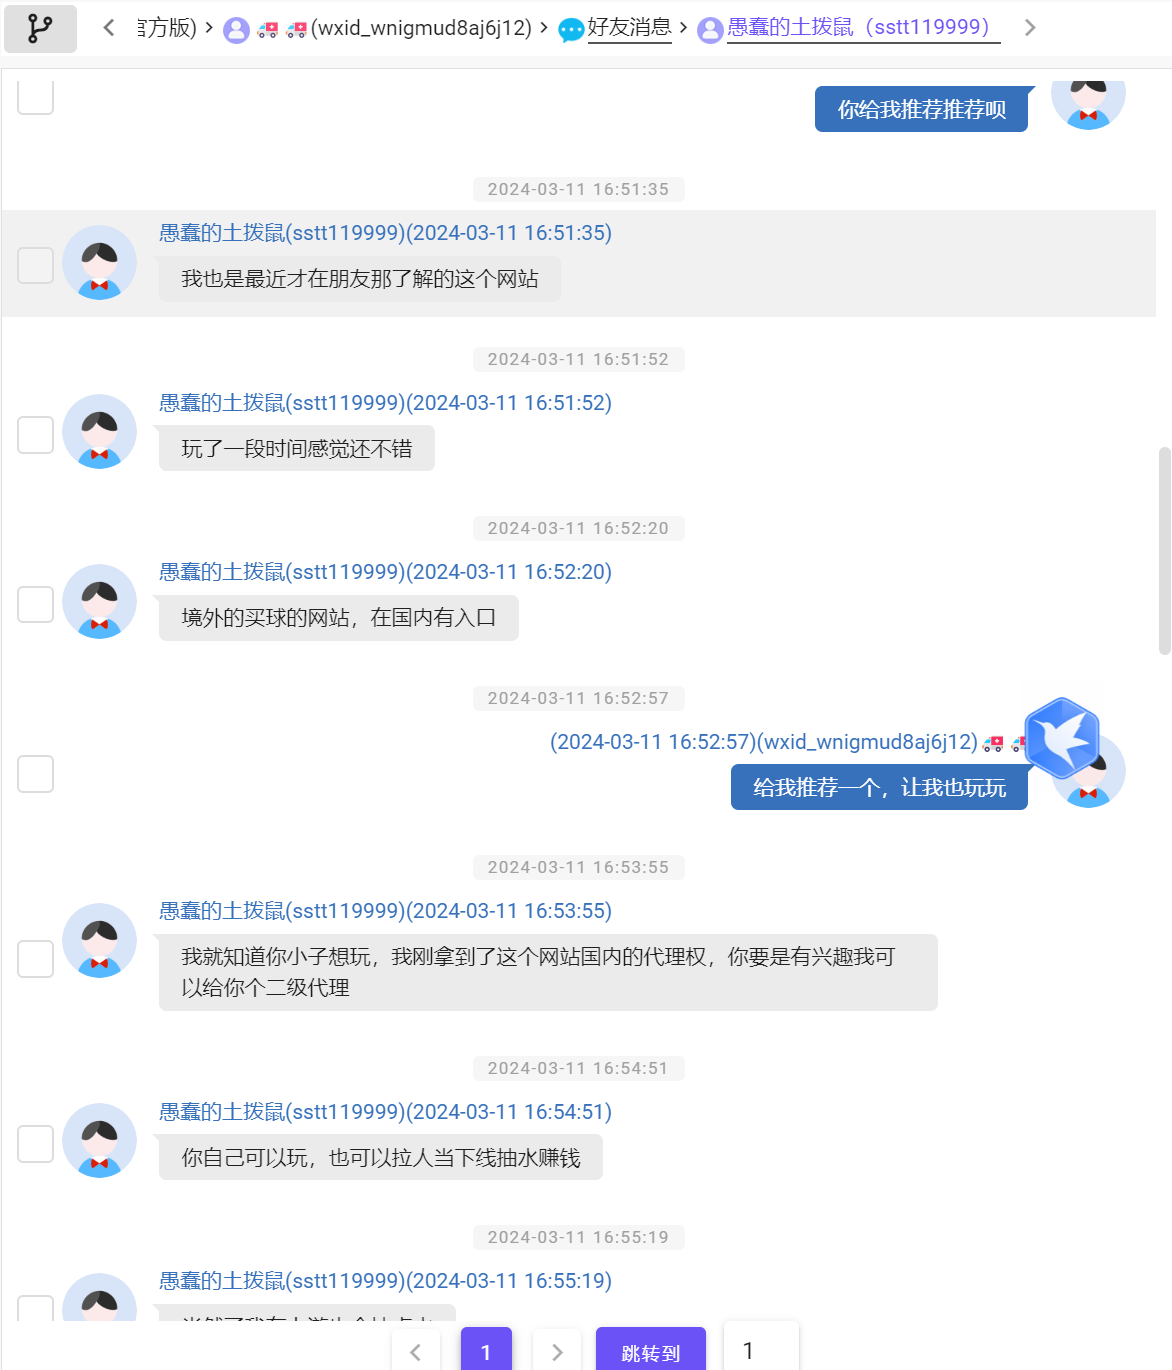 官方版) > (wxid_wnigmud8aj6j12) > 好友消息 > 愚蠢的土拨鼠（sstt119999）
你给我推荐推荐呗
2024-03-11 16:51:35
愚蠢的土拨鼠(sstt119999)(2024-03-11 16:51:35)
我也是最近才在朋友那了解的这个网站
2024-03-11 16:51:52
愚蠢的土拨鼠(sstt119999)(2024-03-11 16:51:52)
玩了一段时间感觉还不错
2024-03-11 16:52:20
愚蠢的土拨鼠(sstt119999)(2024-03-11 16:52:20)
境外的买球的网站，在国内有入口
2024-03-11 16:52:57
(2024-03-11 16:52:57)(wxid_wnigmud8aj6j12)
给我推荐一个，让我也玩玩
2024-03-11 16:53:55
愚蠢的土拨鼠(sstt119999)(2024-03-11 16:53:55)
我就知道你小子想玩，我刚拿到了这个网站国内的代理权，你要是有兴趣我可
以给你个二级代理
2024-03-11 16:54:51
愚蠢的土拨鼠(sstt119999)(2024-03-11 16:54:51)
你自己可以玩，也可以拉人当下线抽水赚钱
2024-03-11 16:55:19
愚蠢的土拨鼠(sstt119999)(2024-03-11 16:55:19)
1 跳转到 1